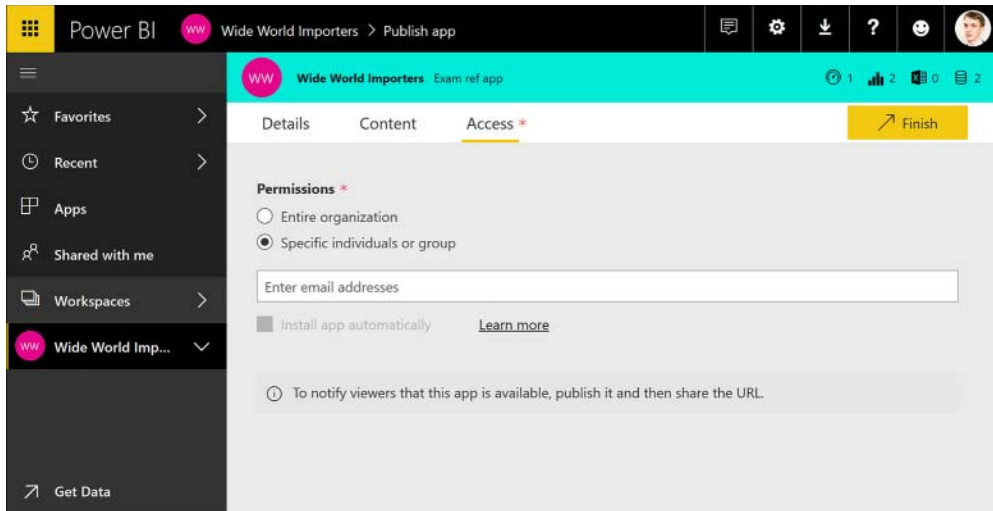 Power BI WW Wide World Importers > Publish app ?
WW Wide World Importers Exam ref app 1 2 0 2
Favorites >
Recent >
Apps
Shared with me
Workspaces >
WW Wide World Imp...
Get Data
Details Content Access * Finish
Permissions *
Entire organization
Specific individuals or group
Enter email addresses
Install app automatically Learn more
To notify viewers that this app is available, publish it and then share the URL.